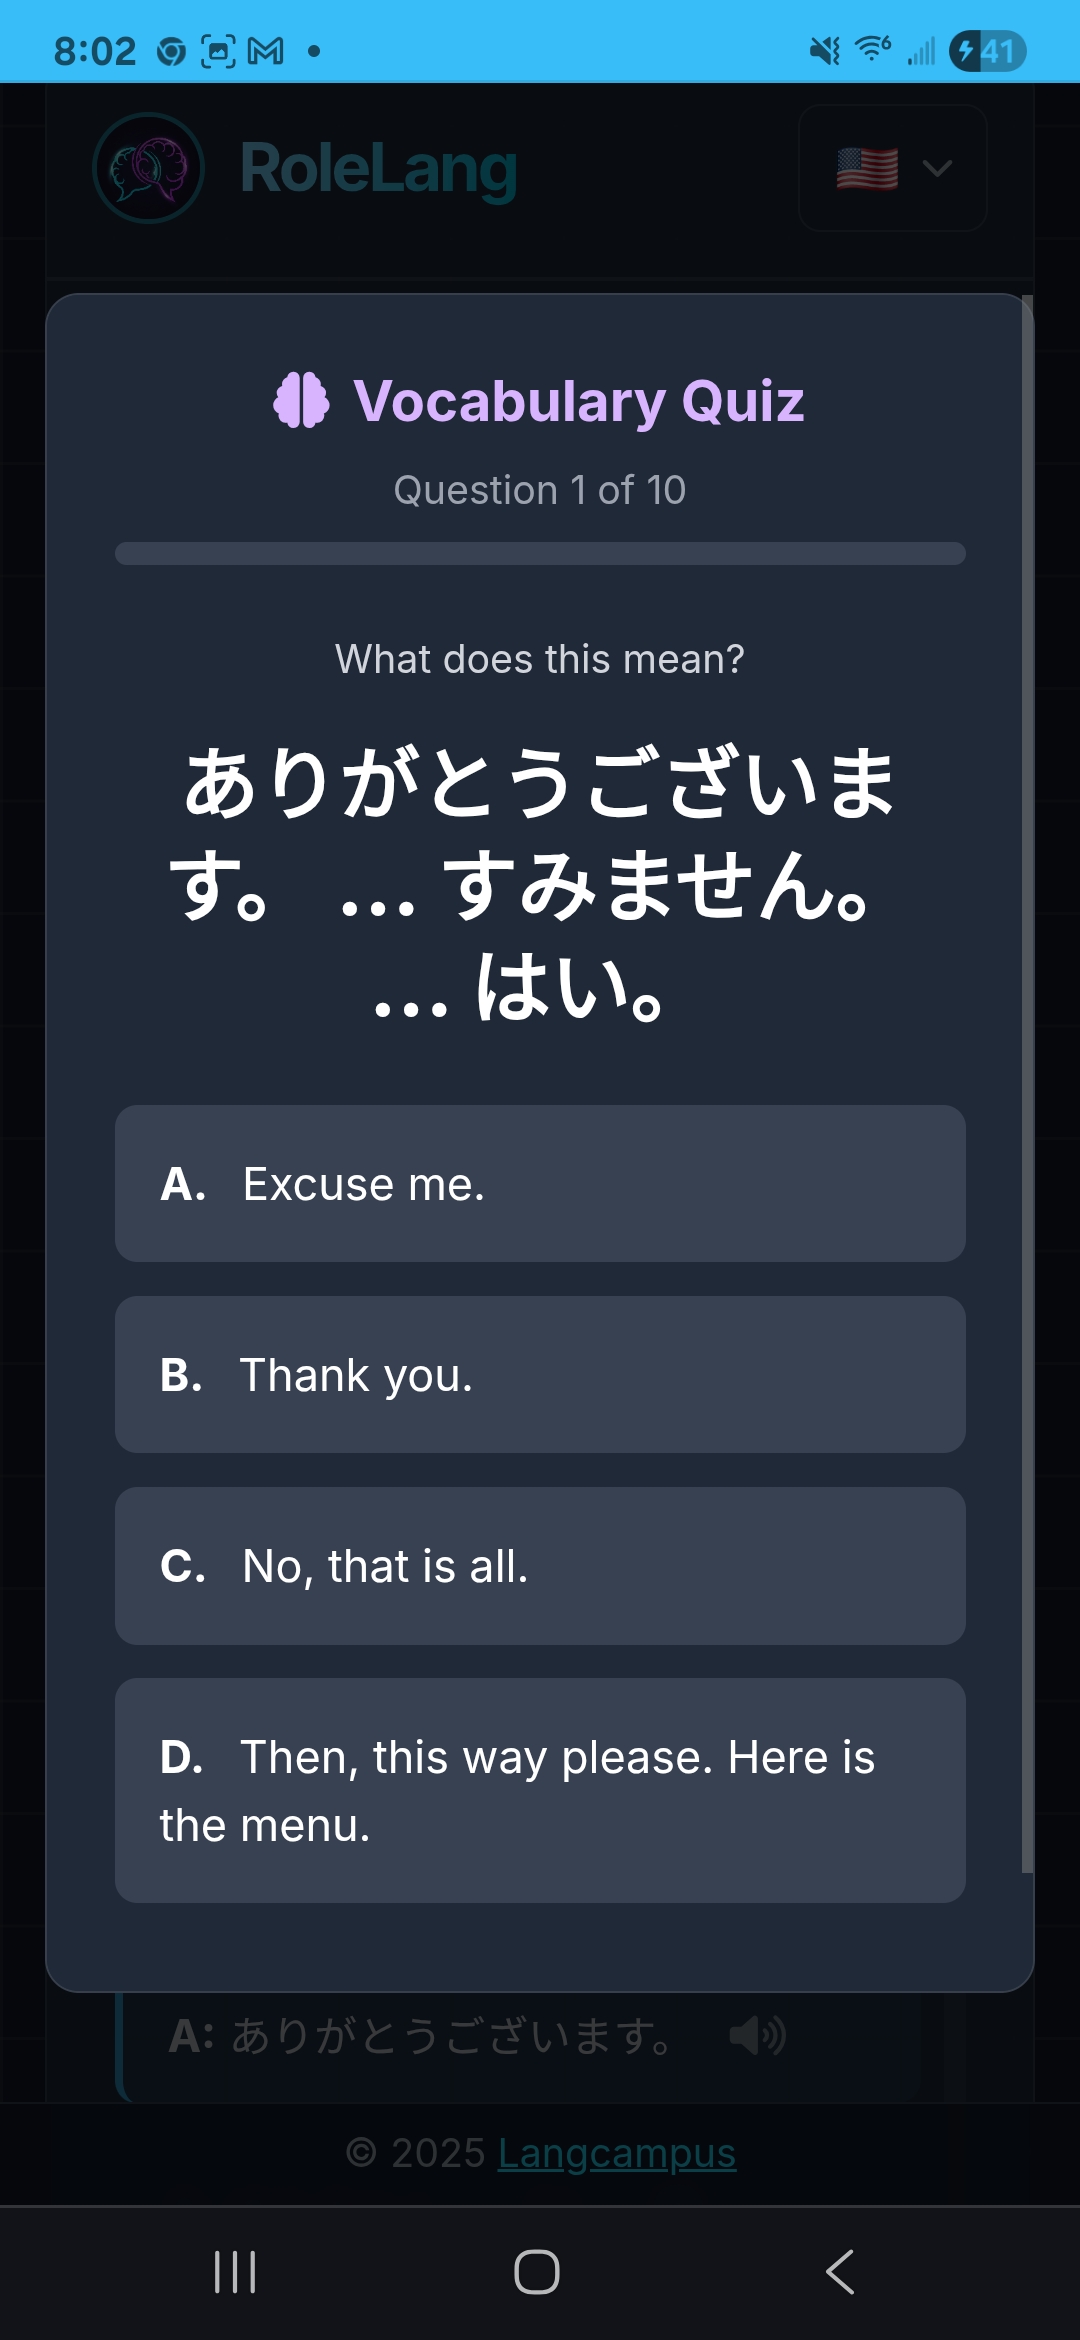 8:02
6
41
RoleLang
Vocabulary Quiz
Question 1 of 10
What does this mean?
ありがとうございま
す。 ... すみません。
... はい。
A. Excuse me.
B. Thank you.
C. No, that is all.
D. Then, this way please. Here is
the menu.
A: ありがとうございます。
© 2025 Langcampus